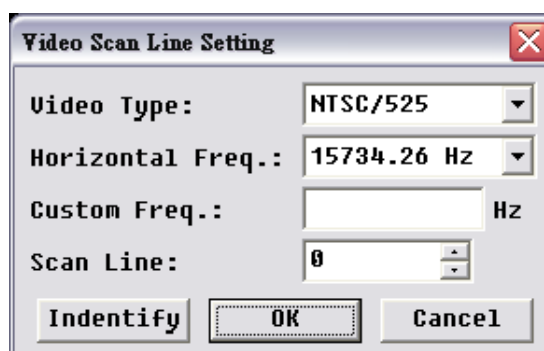 Video Scan Line Setting
Video Type: NTSC/525
Horizontal Freq.: 15734.26 Hz
Custom Freq.: Hz
Scan Line: 0
Indentify OK Cancel